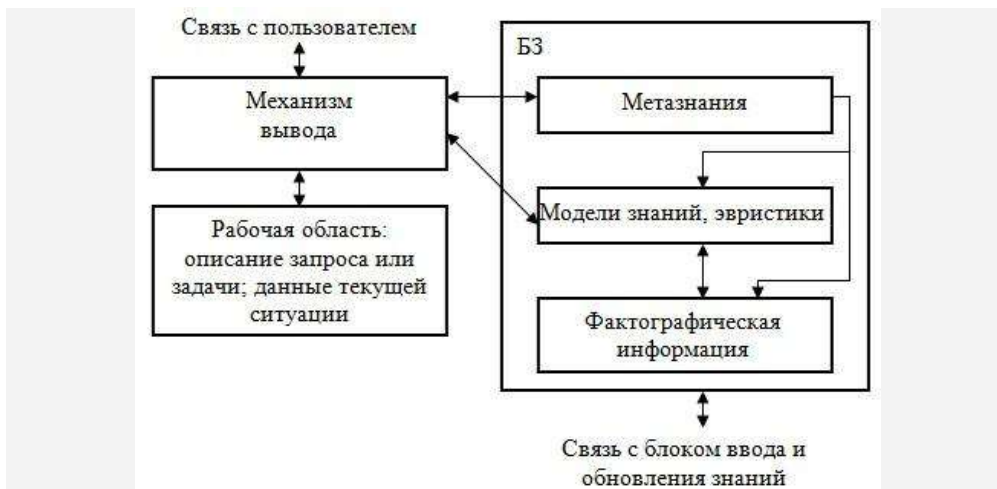 Связь с пользователем
БЗ
Механизм
вывода
Метазнания
Модели знаний, эвристики
Рабочая область:
описание запроса или
задачи; данные текущей
ситуации
Фактографическая
информация
Связь с блоком ввода и
обновления знаний